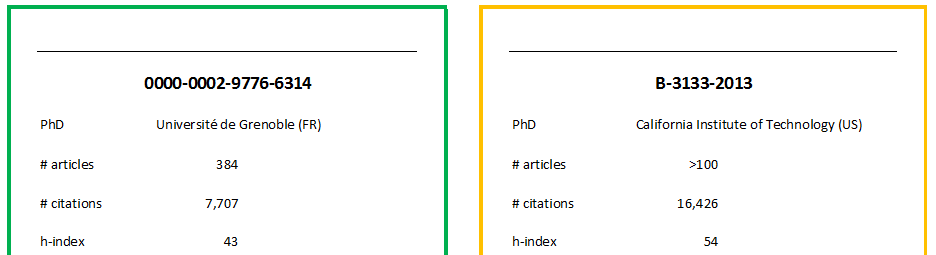 0000-0002-9776-6314
PhD Université de Grenoble (FR)
# articles 384
# citations 7,707
h-index 43
B-3133-2013
PhD California Institute of Technology (US)
# articles >100
# citations 16,426
h-index 54